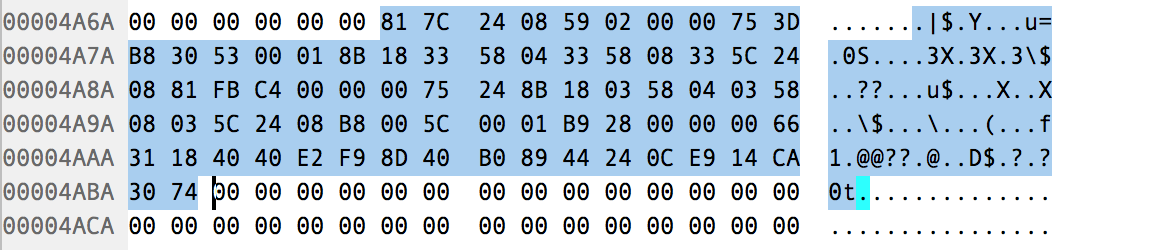 00004A6A 00 00 00 00 00 00 81 7C 24 08 59 02 00 00 75 3D .......|$.Y...u=
00004A7A B8 30 53 00 01 8B 18 33 58 04 33 58 08 33 5C 24 .0S....3X.3X.3\$
00004A8A 08 81 FB C4 00 00 00 75 24 8B 18 03 58 04 03 58 ..??...u$...X..X
00004A9A 08 03 5C 24 08 B8 00 5C 00 01 B9 28 00 00 00 66 ..\$...\...(...f
00004AAA 31 18 40 40 E2 F9 8D 40 B0 89 44 24 0C E9 14 CA 1.@@??.@..D$.?.?
00004ABA 30 74 00 00 00 00 00 00 00 00 00 00 00 00 00 00 0t..............
00004ACA 00 00 00 00 00 00 00 00 00 00 00 00 00 00 00 00 ................